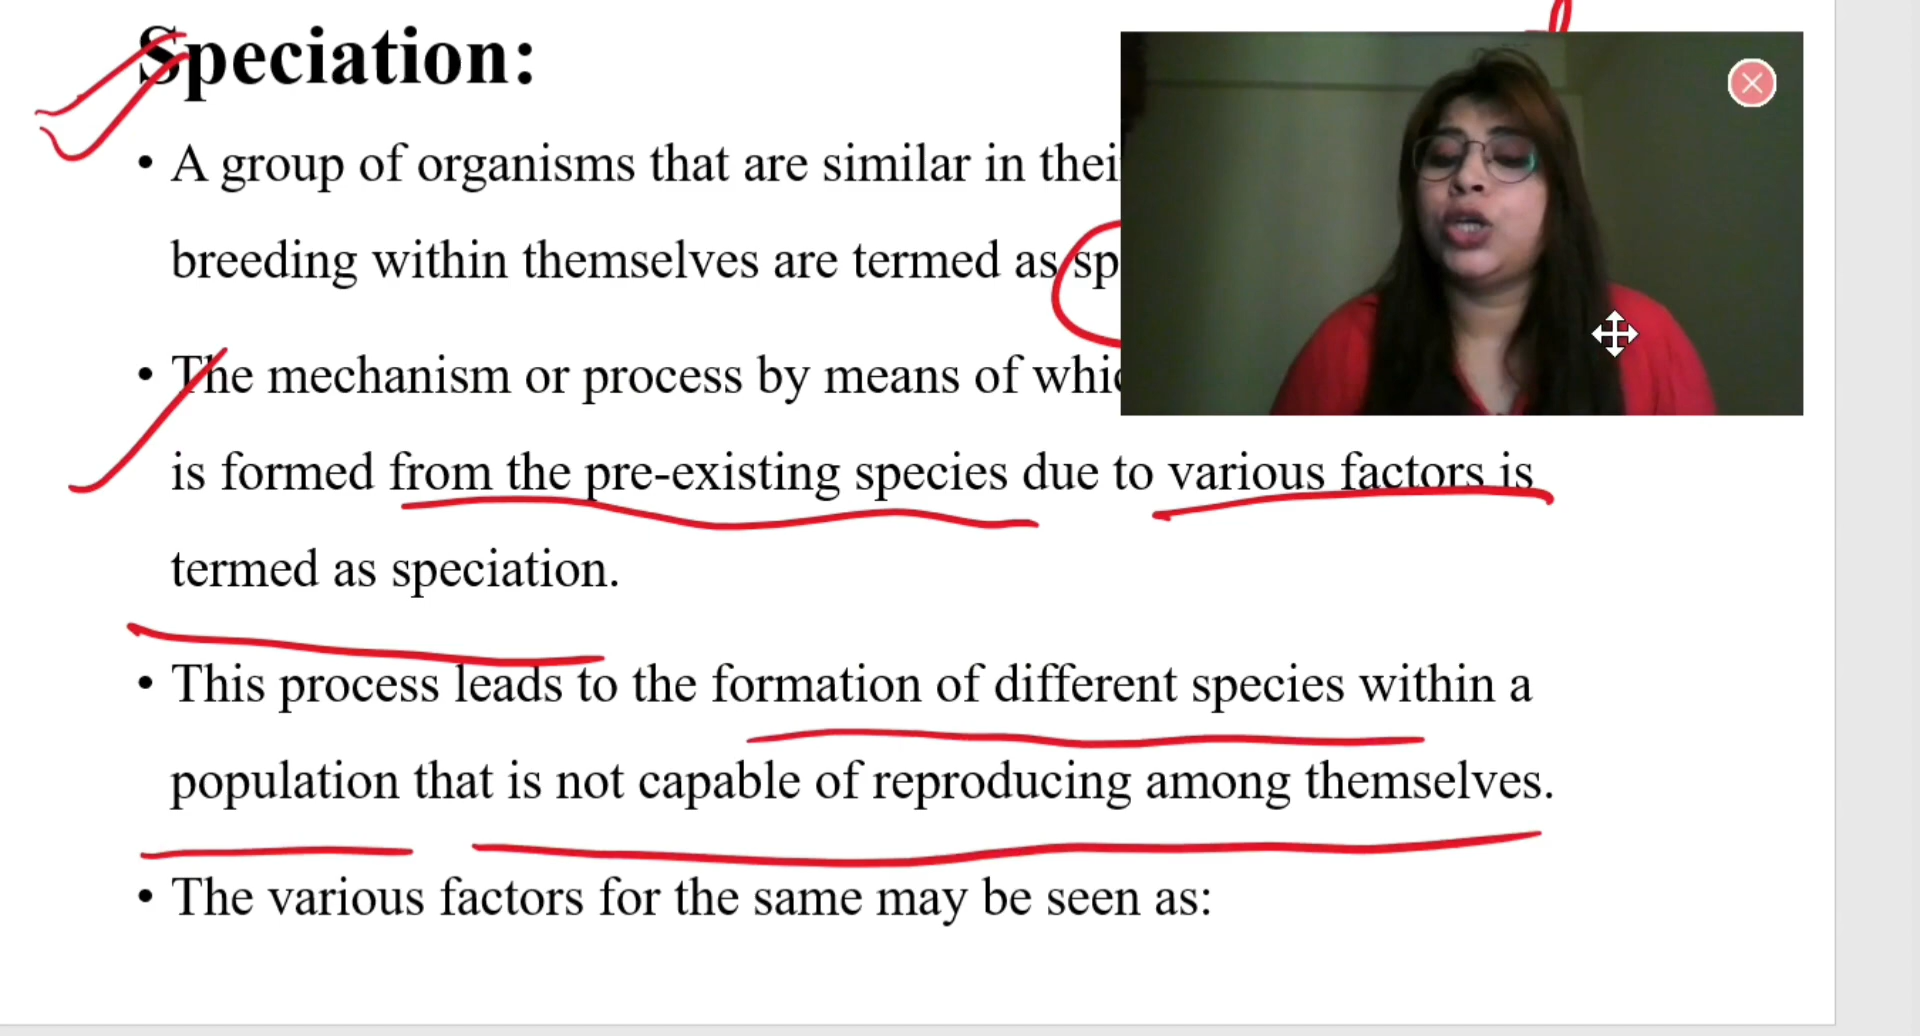 Speciation:
• A group of organisms that are similar in
breeding within themselves are termed as
• The mechanism or process by means of
is formed from the pre-existing species due to various factors is
termed as speciation.
• This process leads to the formation of different species within a
population that is not capable of reproducing among themselves.
• The various factors for the same may be seen as: